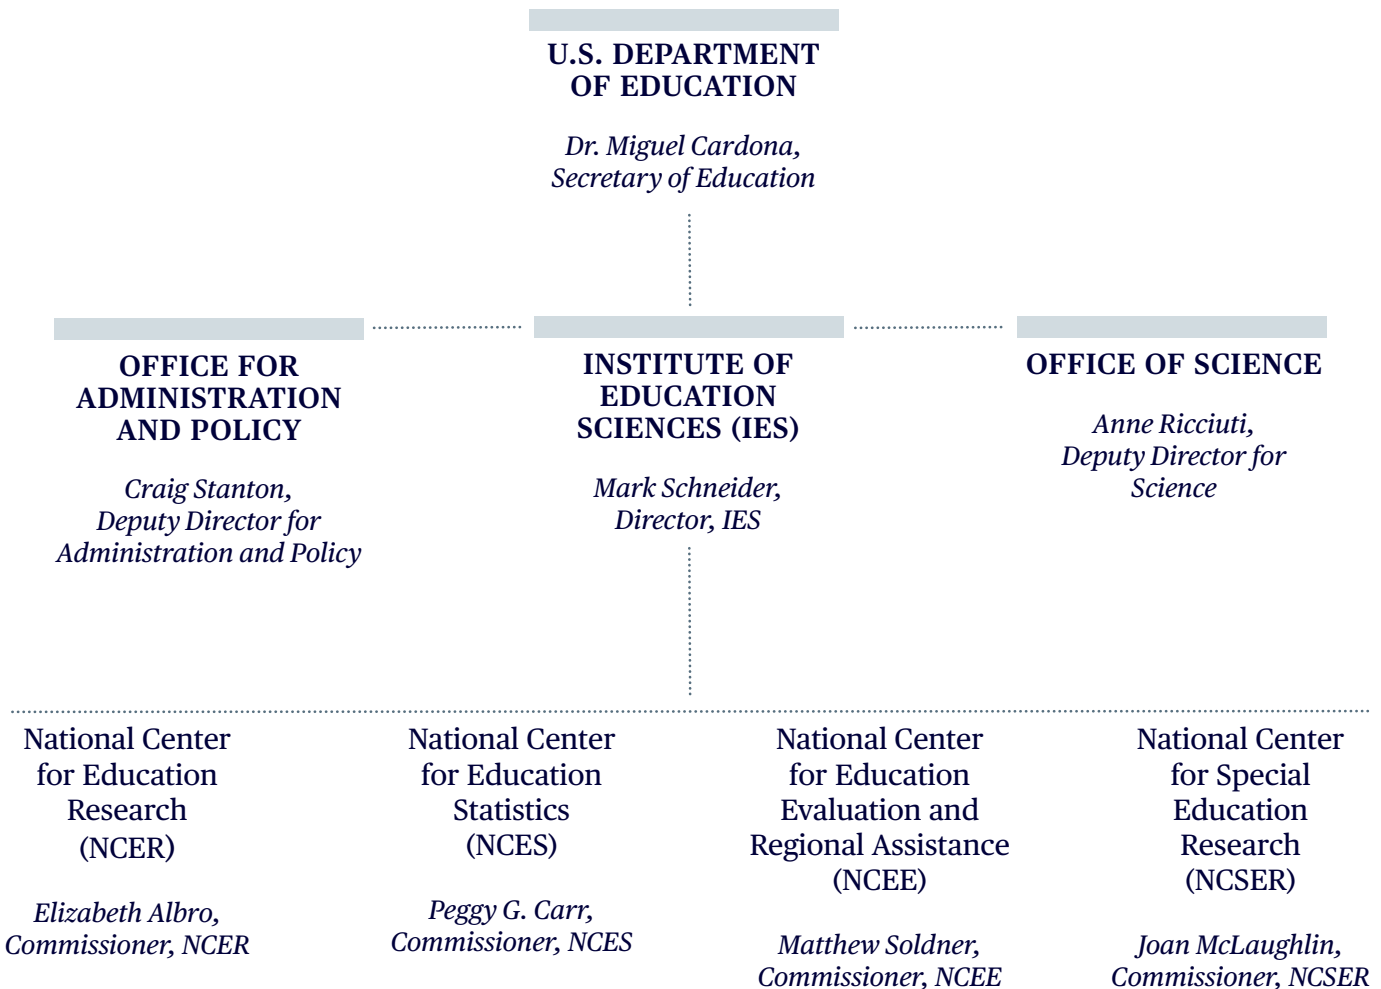 U.S. DEPARTMENT
OF EDUCATION
Dr. Miguel Cardona,
Secretary of Education
OFFICE FOR
ADMINISTRATION
AND POLICY
Craig Stanton,
Deputy Director for
Administration and Policy
INSTITUTE OF
EDUCATION
SCIENCES (IES)
Mark Schneider,
Director, IES
OFFICE OF SCIENCE
Anne Ricciuti,
Deputy Director for
Science
National Center
for Education
Research
(NCER)
Elizabeth Albro,
Commissioner, NCER
National Center
for Education
Statistics
(NCES)
Peggy G. Carr,
Commissioner, NCES
National Center
for Education
Evaluation and
Regional Assistance
(NCEE)
Matthew Soldner,
Commissioner, NCEE
National Center
for Special
Education
Research
(NCSER)
Joan McLaughlin,
Commissioner, NCSER